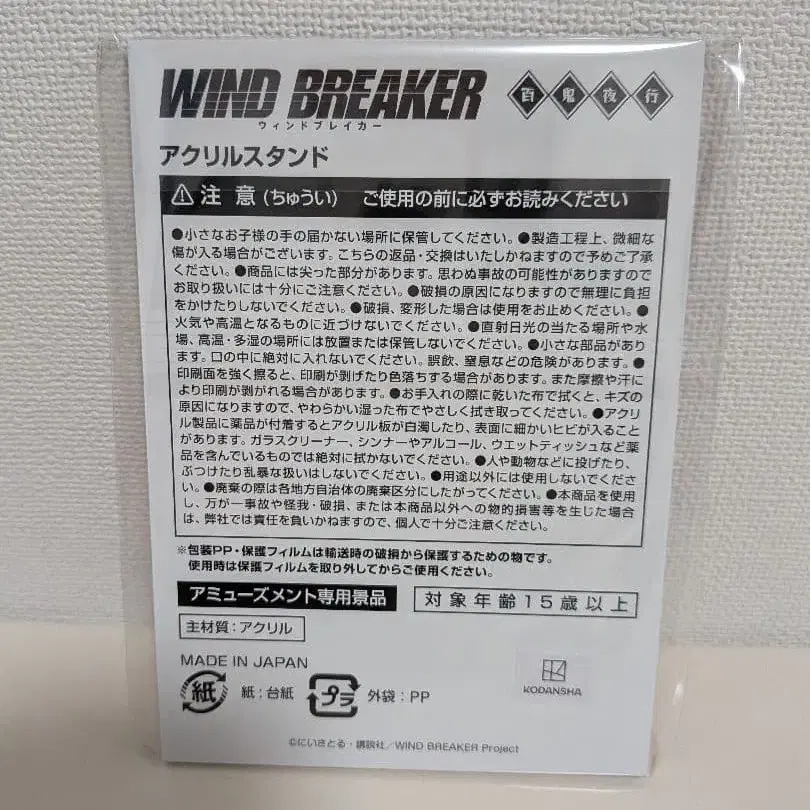 WIND BREAKER 百鬼夜行
ウィンドブレイカー
アクリルスタンド
注意(ちゅうい) ご使用の前に必ずお読みください
●小さなお子様の手の届かない場所に保管してください。●製造工程上、微細な
傷が入る場合がございます。こちらの返品・交換はいたしかねますので予めご了承
ください。●商品には尖った部分があります。思わぬ事故の可能性がありますので
お取り扱いには十分にご注意ください。●破損の原因になりますので無理に負担
をかけたりしないでください。●破損、変形した場合は使用をお止めください。●
火気や高温となるものに近づけないでください。●直射日光の当たる場所や水
場、高温・多湿の場所には放置または保管しないでください。●小さな部品があり
ます。口の中に絶対に入れないでください。誤飲、窒息などの危険があります。●
印刷面を強く擦ると、印刷が剥げたり色落ちする場合があります。また摩擦や汗に
より印刷が剥がれる場合があります。●お手入れの際に乾いた布で拭くと、キズの
原因になりますので、やわらかい湿った布でやさしく拭き取ってください。●アクリ
ル製品に薬品が付着するとアクリル板が白濁したり、表面に細かいヒビが入ること
があります。ガラスクリーナー、シンナーやアルコール、ウエットティッシュなど薬
品を含んでいるものでは絶対に拭かないでください。●人や動物などに投げたり、
ぶつけたり乱暴な扱いはしないでください。●用途以外には使用しないでくださ
い。●廃棄の際は各地方自治体の廃棄区分にしたがってください。●本商品を使用
し、万が一事故や怪我・破損、または本商品以外への物的損害等を生じた場合
は、弊社では責任を負いかねますので、個人で十分ご注意ください。
※包装PP・保護フィルムは輸送時の破損から保護するための物です。
使用時は保護フィルムを取り外してからご使用ください。
アミューズメント専用景品 対象年齢15歳以上
主材質:アクリル
MADE IN JAPAN
紙 紙:台紙 プラ 外袋:PP
KODANSHA
©にいさとる・講談社/WIND BREAKER Project